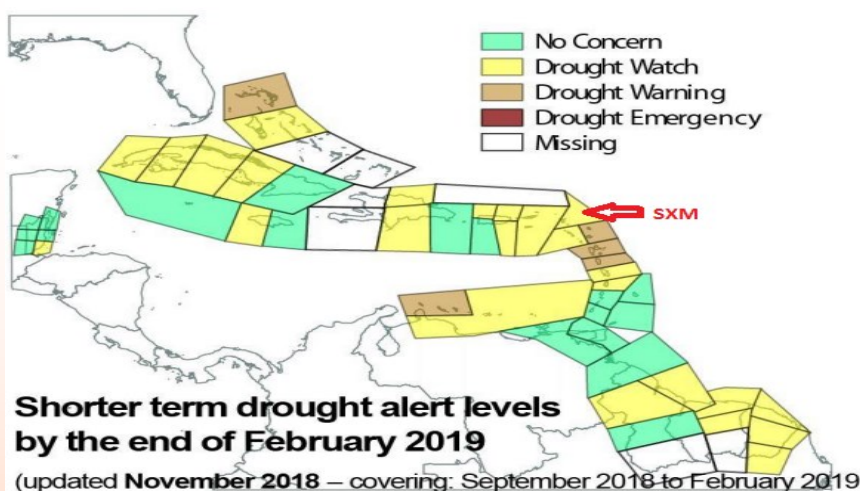 No Concern
Drought Watch
Drought Warning
Drought Emergency
Missing
SXM
Shorter term drought alert levels
by the end of February 2019
(updated November 2018 – covering: September 2018 to February 2019